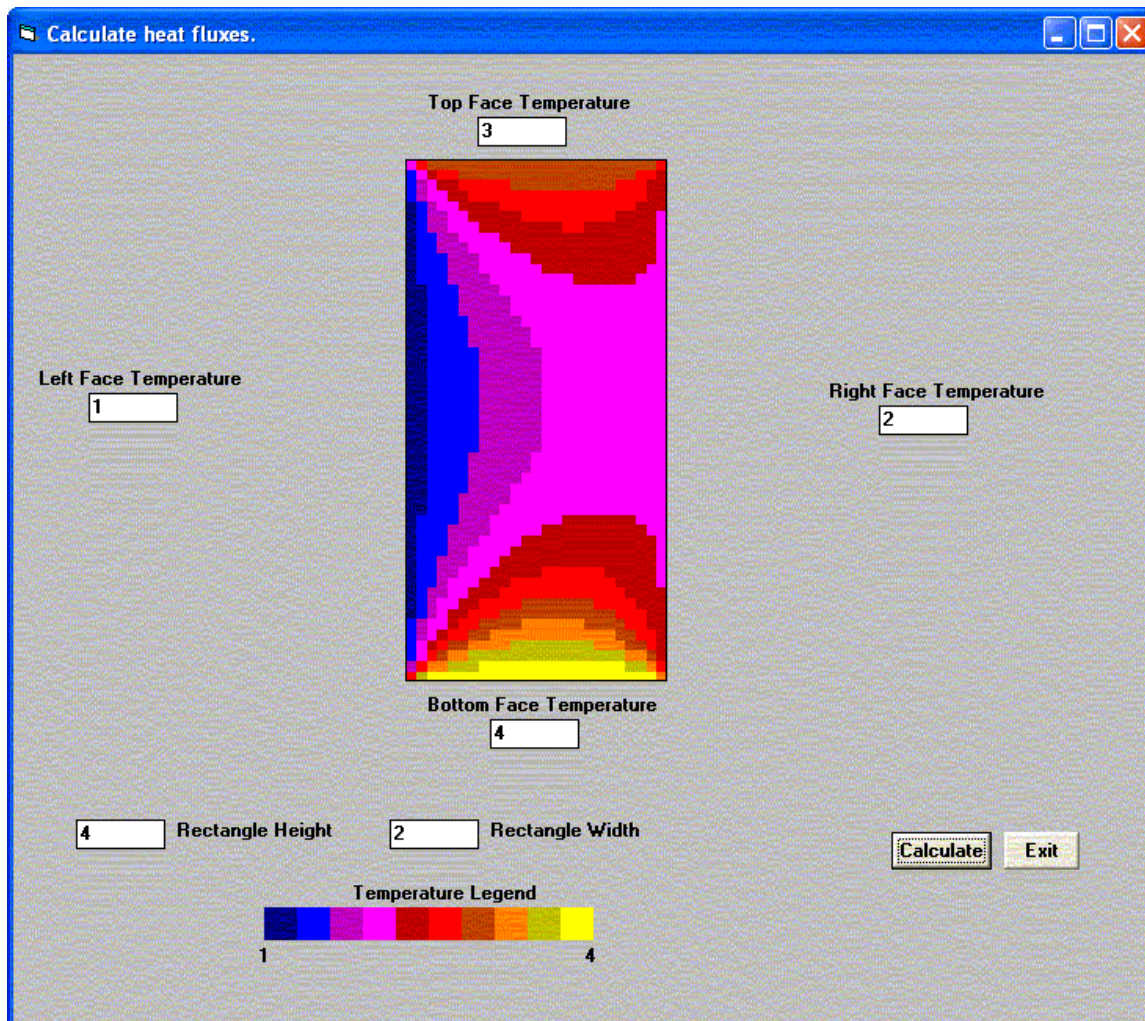 Calculate heat fluxes.
Top Face Temperature
3
Left Face Temperature
1
Right Face Temperature
2
Bottom Face Temperature
4
4 Rectangle Height 2 Rectangle Width
Calculate Exit
Temperature Legend
1 4